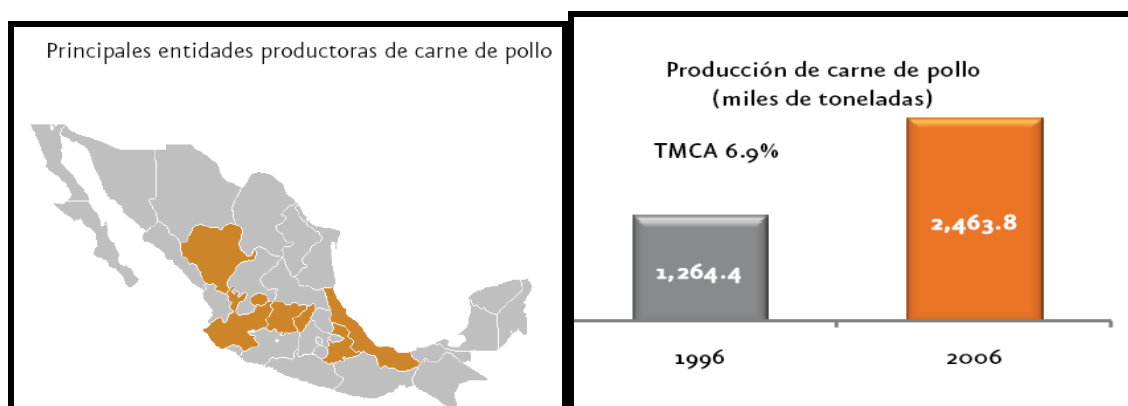 Principales entidades productoras de carne de pollo
Producción de carne de pollo
(miles de toneladas)
TMCA 6.9%
2,463.8
1,264.4
1996
2006